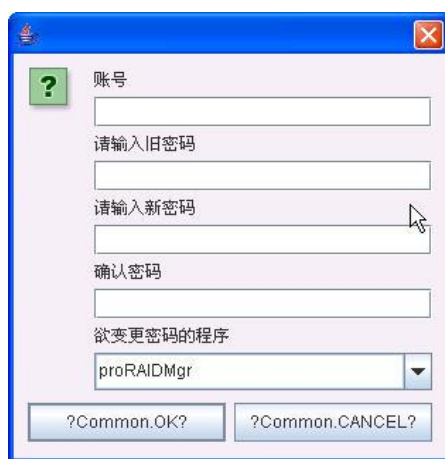 ?
账号
请输入旧密码
请输入新密码
确认密码
欲变更密码的程序
proRAIDMgr
?Common.OK?
?Common.CANCEL?